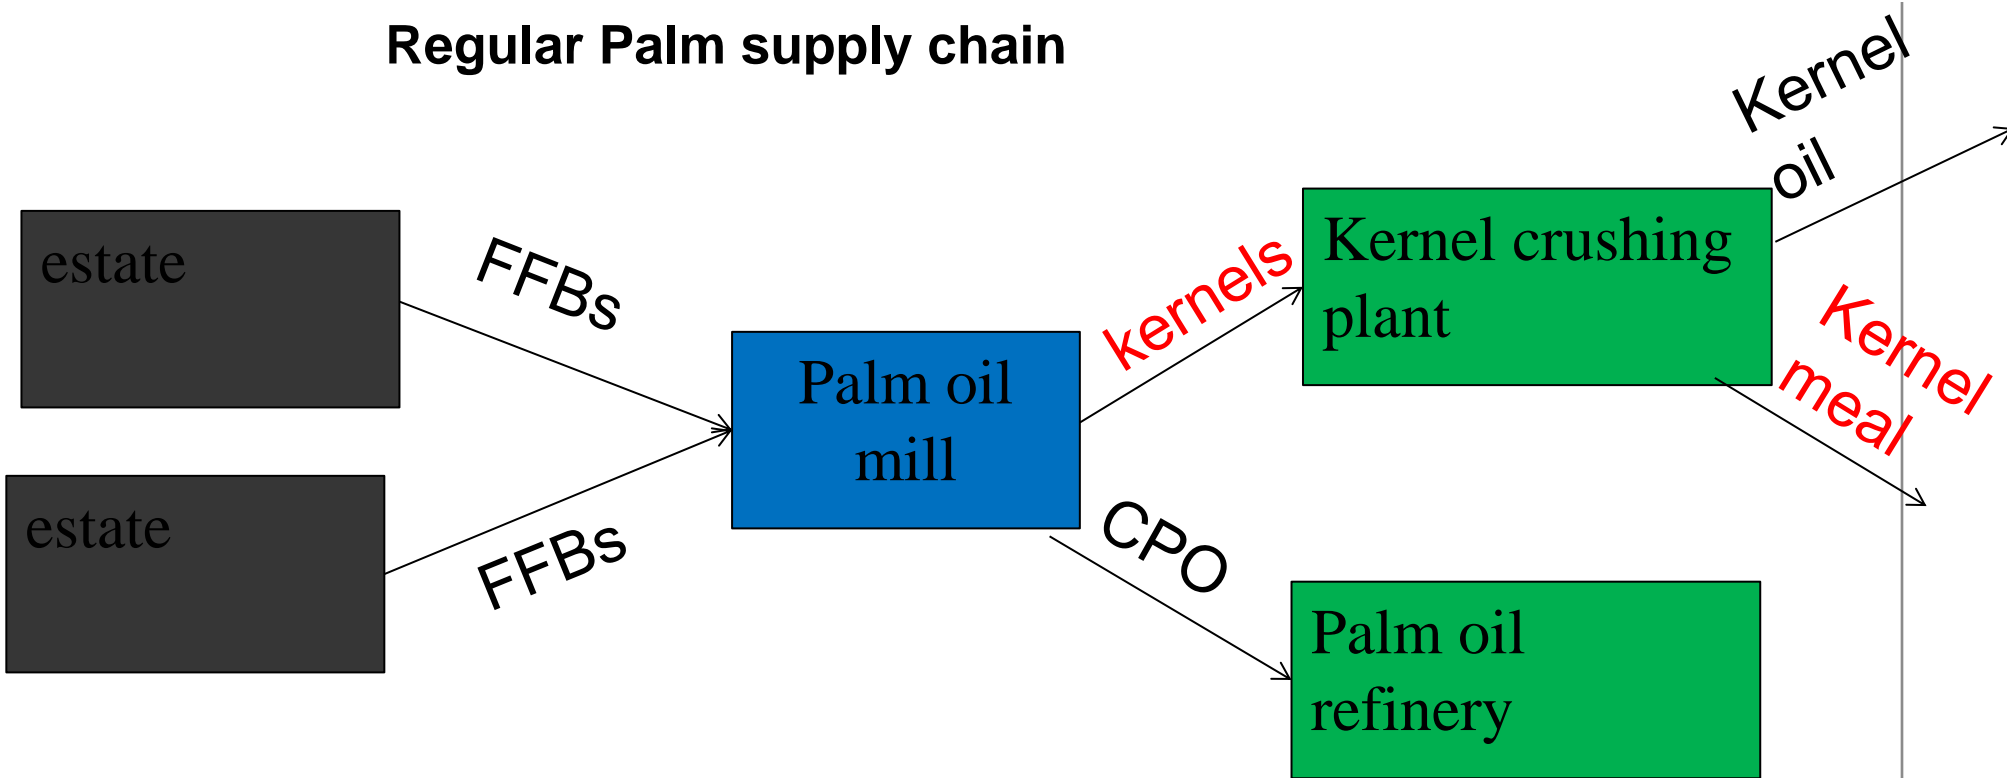 Regular Palm supply chain
estate
FFBs
estate
FFBs
Palm oil
mill
kernels
CPO
Kernel crushing
plant
Kernel
oil
Kernel
meal
Palm oil
refinery